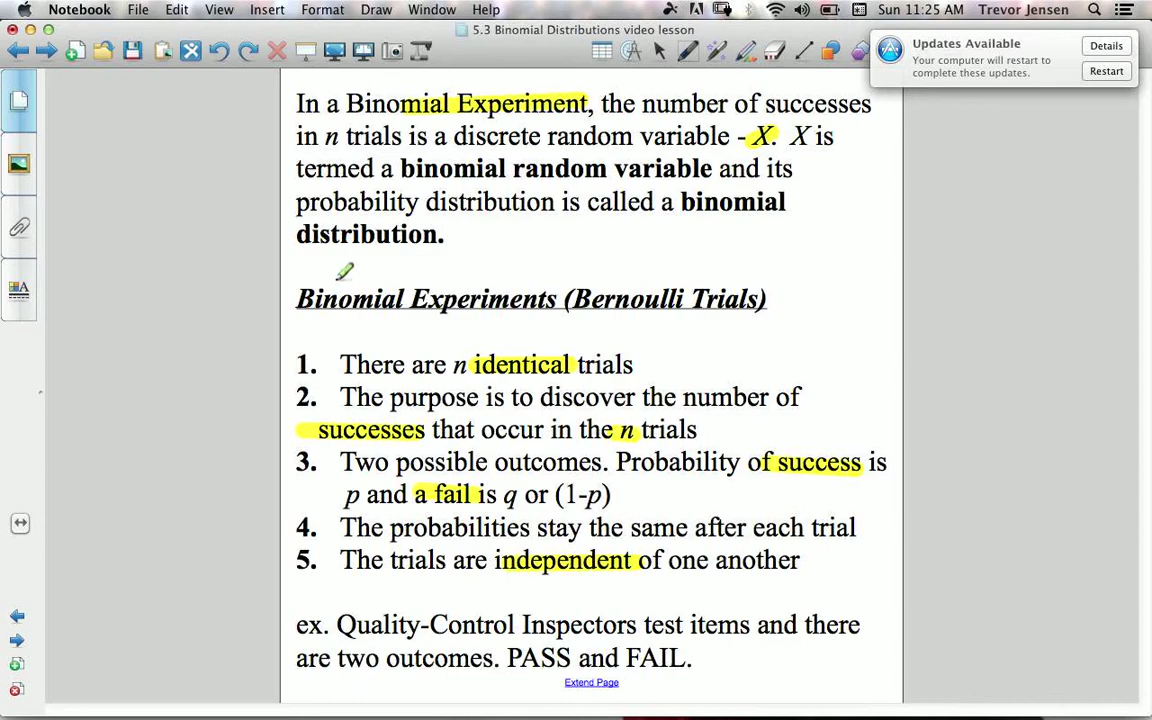 Notebook File Edit View Insert Format Draw Window Help Sun 11:25 AM Trevor Jensen
5.3 Binomial Distributions video lesson
Updates Available
Your computer will restart to
complete these updates.
Details
Restart
In a Binomial Experiment, the number of successes
in n trials is a discrete random variable - X. X is
termed a binomial random variable and its
probability distribution is called a binomial
distribution.
Binomial Experiments (Bernoulli Trials)
1. There are n identical trials
2. The purpose is to discover the number of
successes that occur in the n trials
3. Two possible outcomes. Probability of success is
p and a fail is q or (1-p)
4. The probabilities stay the same after each trial
5. The trials are independent of one another
ex. Quality-Control Inspectors test items and there
are two outcomes. PASS and FAIL.
Extend Page